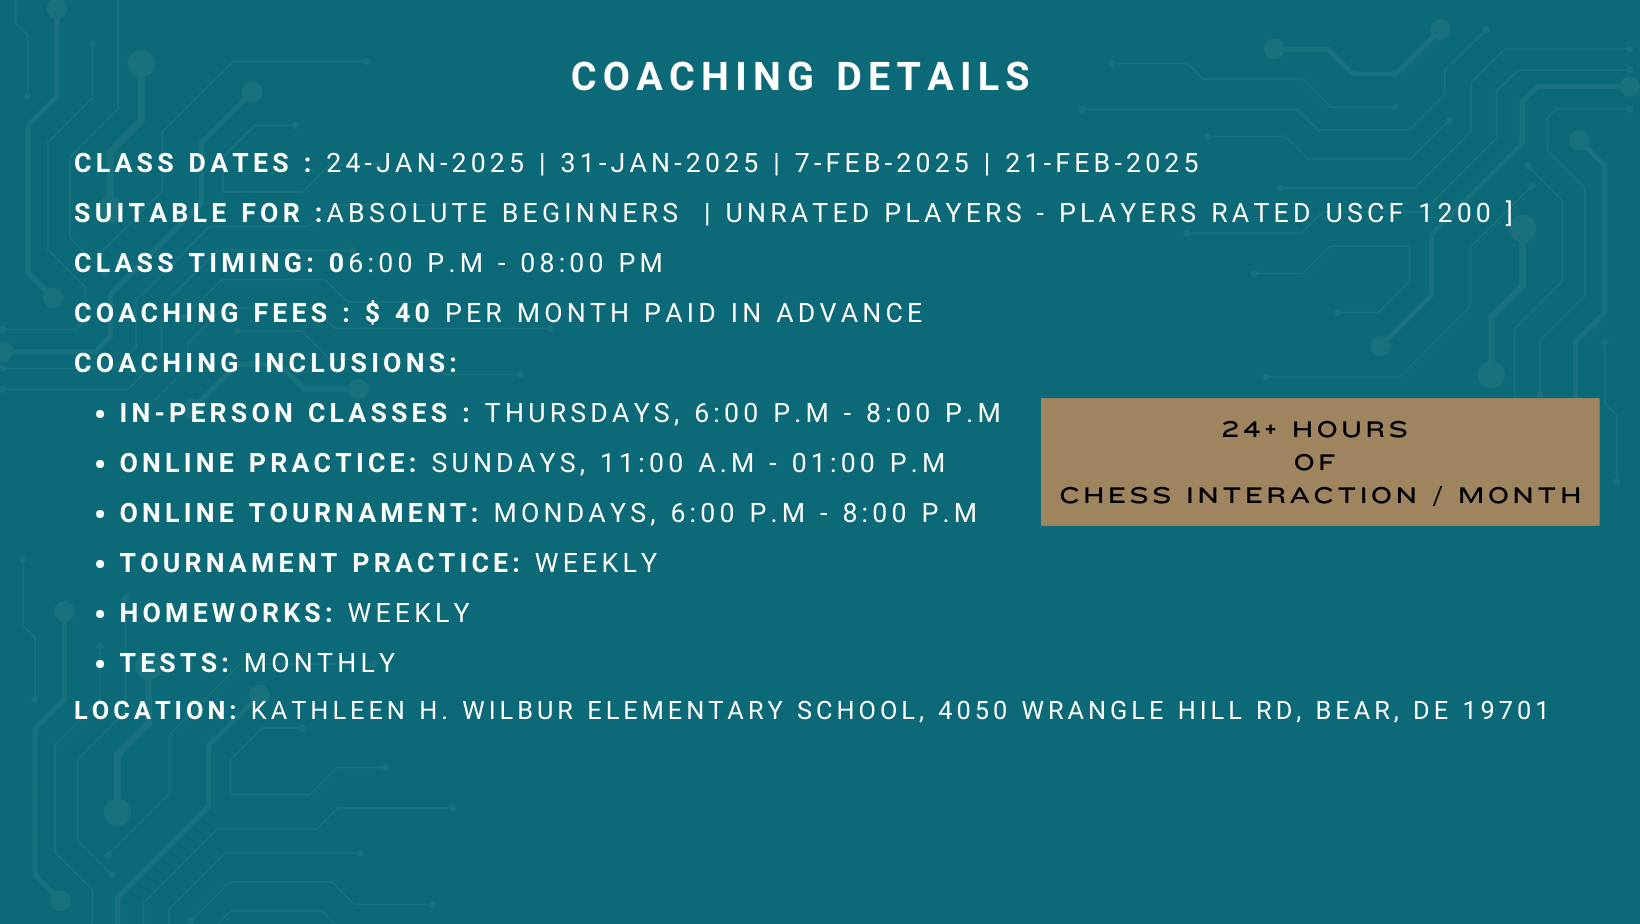 COACHING DETAILS
CLASS DATES : 24-JAN-2025 | 31-JAN-2025 | 7-FEB-2025 | 21-FEB-2025
SUITABLE FOR :ABSOLUTE BEGINNERS | UNRATED PLAYERS - PLAYERS RATED USCF 1200 ]
CLASS TIMING: 06:00 P.M - 08:00 PM
COACHING FEES : $ 40 PER MONTH PAID IN ADVANCE
COACHING INCLUSIONS:
• IN-PERSON CLASSES : THURSDAYS, 6:00 P.M - 8:00 P.M
• ONLINE PRACTICE: SUNDAYS, 11:00 A.M - 01:00 P.M
• ONLINE TOURNAMENT: MONDAYS, 6:00 P.M - 8:00 P.M
• TOURNAMENT PRACTICE: WEEKLY
• HOMEWORKS: WEEKLY
• TESTS: MONTHLY
24+ HOURS
OF
CHESS INTERACTION / MONTH
LOCATION: KATHLEEN H. WILBUR ELEMENTARY SCHOOL, 4050 WRANGLE HILL RD, BEAR, DE 19701